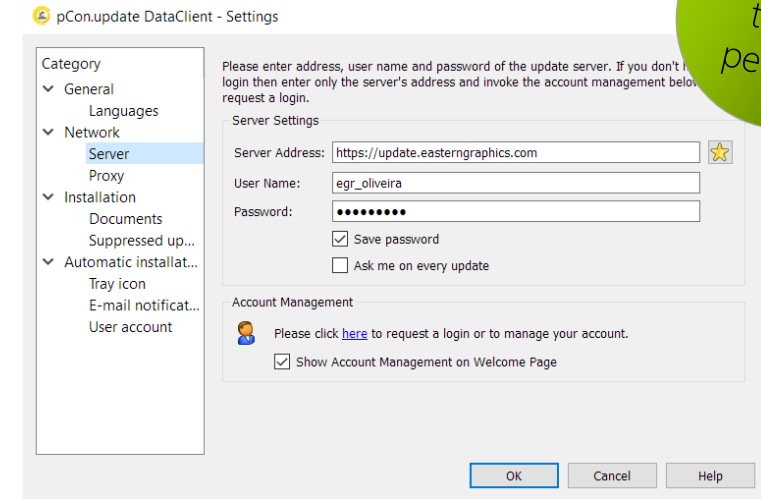 pCon.update DataClient - Settings
Category
General
Languages
Network
Server
Proxy
Installation
Documents
Suppressed up...
Automatic installat...
Tray icon
E-mail notificat...
User account
Please enter address, user name and password of the update server. If you don't
login then enter only the server's address and invoke the account management
request a login.
Server Settings
Server Address: https://update.easterngraphics.com
User Name: egr_oliveira
Password: ●●●●●●●●●
Save password
Ask me on every update
Account Management
Please click here to request a login or to manage your account.
Show Account Management on Welcome Page
OK Cancel Help